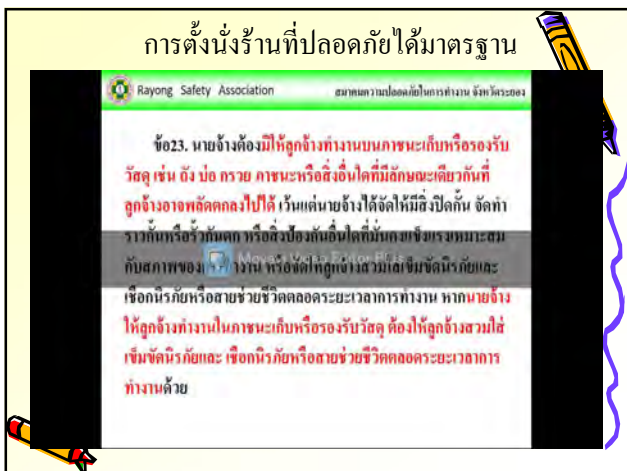 การตั้งนั่งร้านที่ปลอดภัยได้มาตรฐาน
Rayong Safety Association
สมาคมความปลอดภัยในการทำงาน จังหวัดระยอง
ข้อ23. นายจ้างต้องมิให้ลูกจ้างทำงานบนภาชนะเก็บหรือรองรับ
วัสดุ เช่น ถัง บ่อ กรวย ภาชนะหรือสิ่งอื่นใดที่มีลักษณะเดียวกันที่
ลูกจ้างอาจพลัดตกลงไปได้ เว้นแต่นายจ้างได้จัดให้มีสิ่งปิดกั้น จัดทำ
ราวกั้นหรือรั้วกันตก หรือสิ่งป้องกันอื่นใดที่มั่นคงแข็งแรงเหมาะสม
Movavi Video Editor Plus
กับสภาพของ งาน หรือจัดให้ลูกจ้างสวมใส่เข็มขัดนิรภัยและ
เชือกนิรภัยหรือสายช่วยชีวิตตลอดระยะเวลาการทำงาน หากนายจ้าง
ให้ลูกจ้างทำงานในภาชนะเก็บหรือรองรับวัสดุ ต้องให้ลูกจ้างสวมใส่
เข็มขัดนิรภัยและ เชือกนิรภัยหรือสายช่วยชีวิตตลอดระยะเวลาการ
ทำงานด้วย